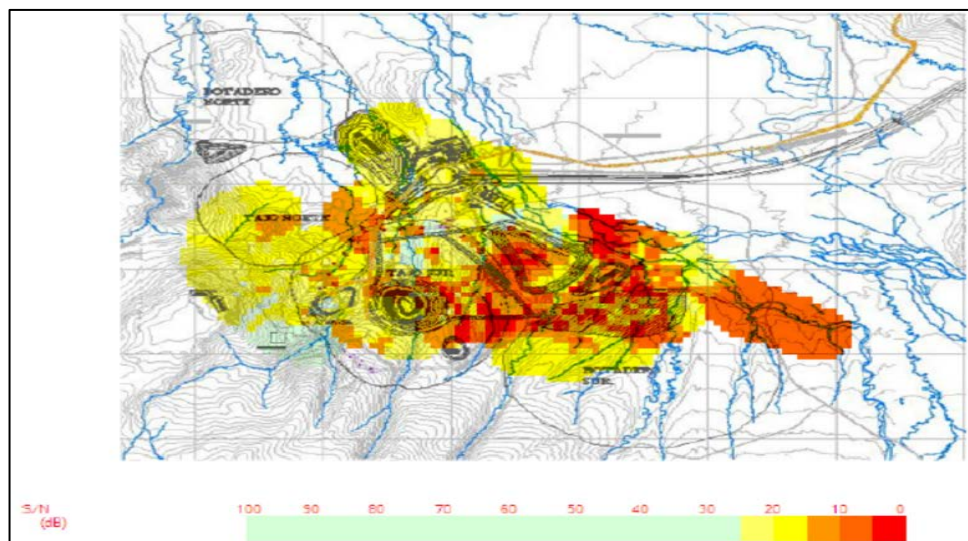 BOTADERO
NORTE
TAJO NORTE
TAJO SUR
BOTADERO
SUR
S/N
(dB)
100 90 80 70 60 50 40 30 20 10 0